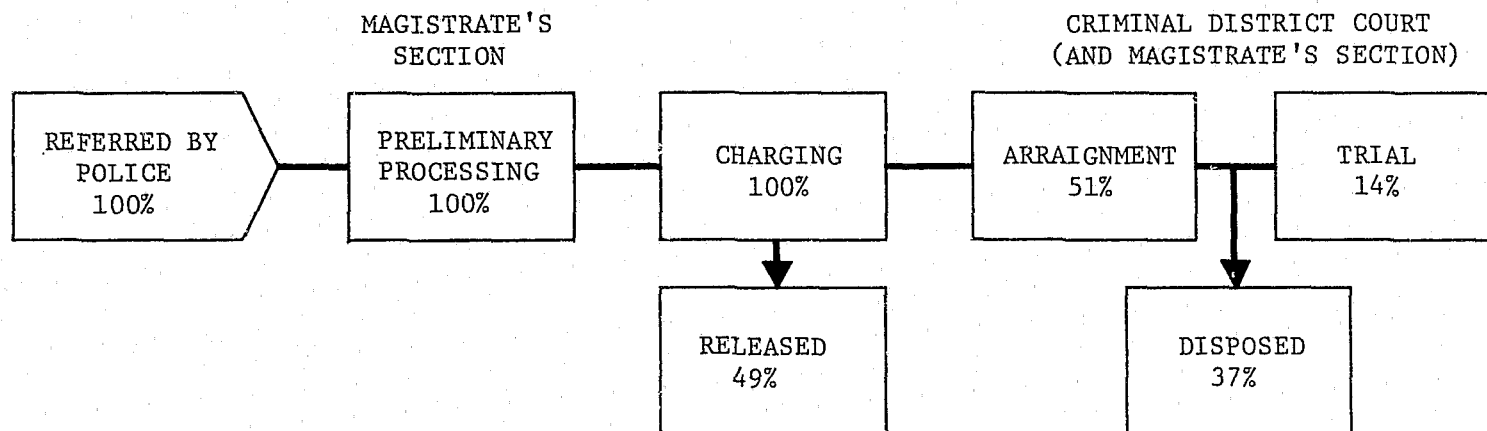 MAGISTRATE'S
SECTION
CRIMINAL DISTRICT COURT
(AND MAGISTRATE'S SECTION)
REFERRED BY
POLICE
100%
PRELIMINARY
PROCESSING
100%
CHARGING
100%
ARRAIGNMENT
51%
TRIAL
14%
RELEASED
49%
DISPOSED
37%